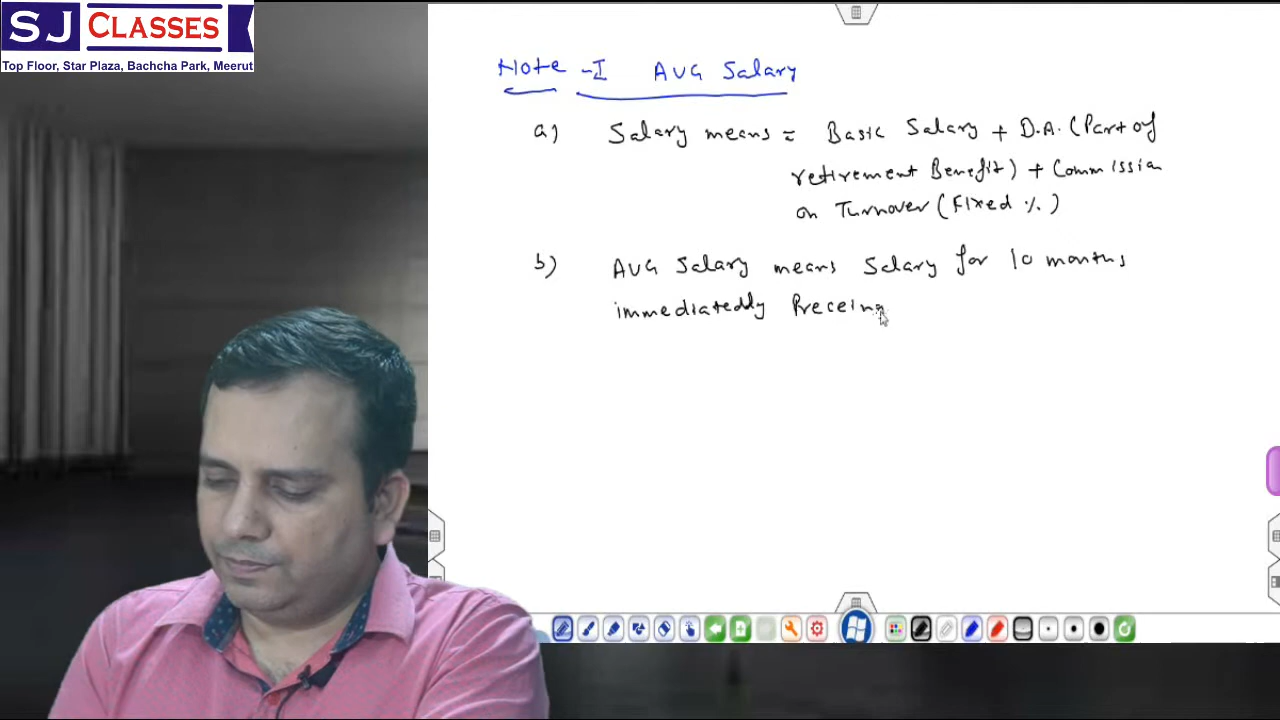 SJ CLASSES
Top Floor, Star Plaza, Bachcha Park, Meerut
Note - I AVG Salary
a) Salary means = Basic Salary + D.A. (Part of
retirement Benefit) + Commission
on Turnover (Fixed %)
b) AVG Salary means Salary for 10 months
immediatedly Preceing